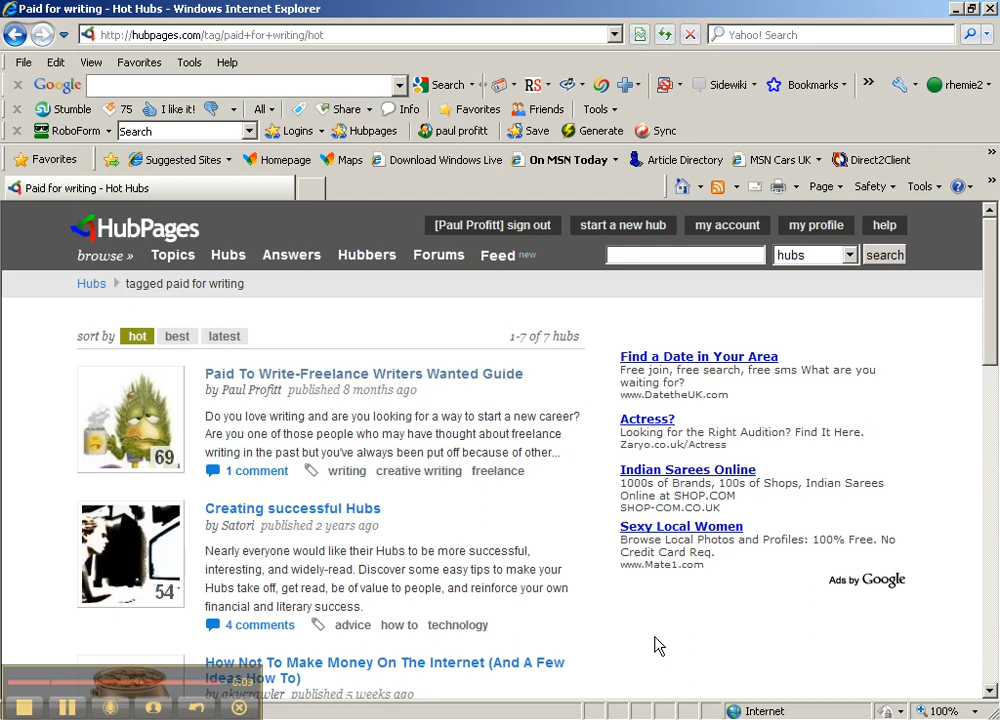 Paid for writing - Hot Hubs - Windows Internet Explorer
http://hubpages.com/tag/paid+for+writing/hot
Yahoo! Search
File Edit View Favorites Tools Help
x Google Search RS Sidewiki Bookmarks » rhemie2
x Stumble 75 I like it! All Share Info Favorites Friends Tools
x RoboForm Search Logins Hubpages paul profitt Save Generate Sync
Favorites Suggested Sites Homepage Maps Download Windows Live On MSN Today Article Directory MSN Cars UK Direct2Client »
Paid for writing - Hot Hubs Page Safety Tools »
HubPages [Paul Profitt] sign out start a new hub my account my profile help
browse » Topics Hubs Answers Hubbers Forums Feed new hubs search
Hubs tagged paid for writing
sort by hot best latest 1-7 of 7 hubs
Paid To Write-Freelance Writers Wanted Guide
by Paul Profitt published 8 months ago
Do you love writing and are you looking for a way to start a new career?
Are you one of those people who may have thought about freelance
writing in the past but you've always been put off because of other...
69
1 comment writing creative writing freelance
Creating successful Hubs
by Satori published 2 years ago
Nearly everyone would like their Hubs to be more successful,
interesting, and widely-read. Discover some easy tips to make your
Hubs take off, get read, be of value to people, and reinforce your own
financial and literary success.
54
4 comments advice how to technology
How Not To Make Money On The Internet (And A Few
Ideas How To)
by akycrawler published 5 weeks ago
Find a Date in Your Area
Free join, free search, free sms What are you
waiting for?
www.DatetheUK.com
Actress?
Looking for the Right Audition? Find It Here.
Zaryo.co.uk/Actress
Indian Sarees Online
1000s of Brands, 100s of Shops, Indian Sarees
Online at SHOP.COM
SHOP-COM.CO.UK
Sexy Local Women
Browse Local Photos and Profiles: 100% Free. No
Credit Card Req.
www.Mate1.com
Ads by Google
0:09
Internet 100%